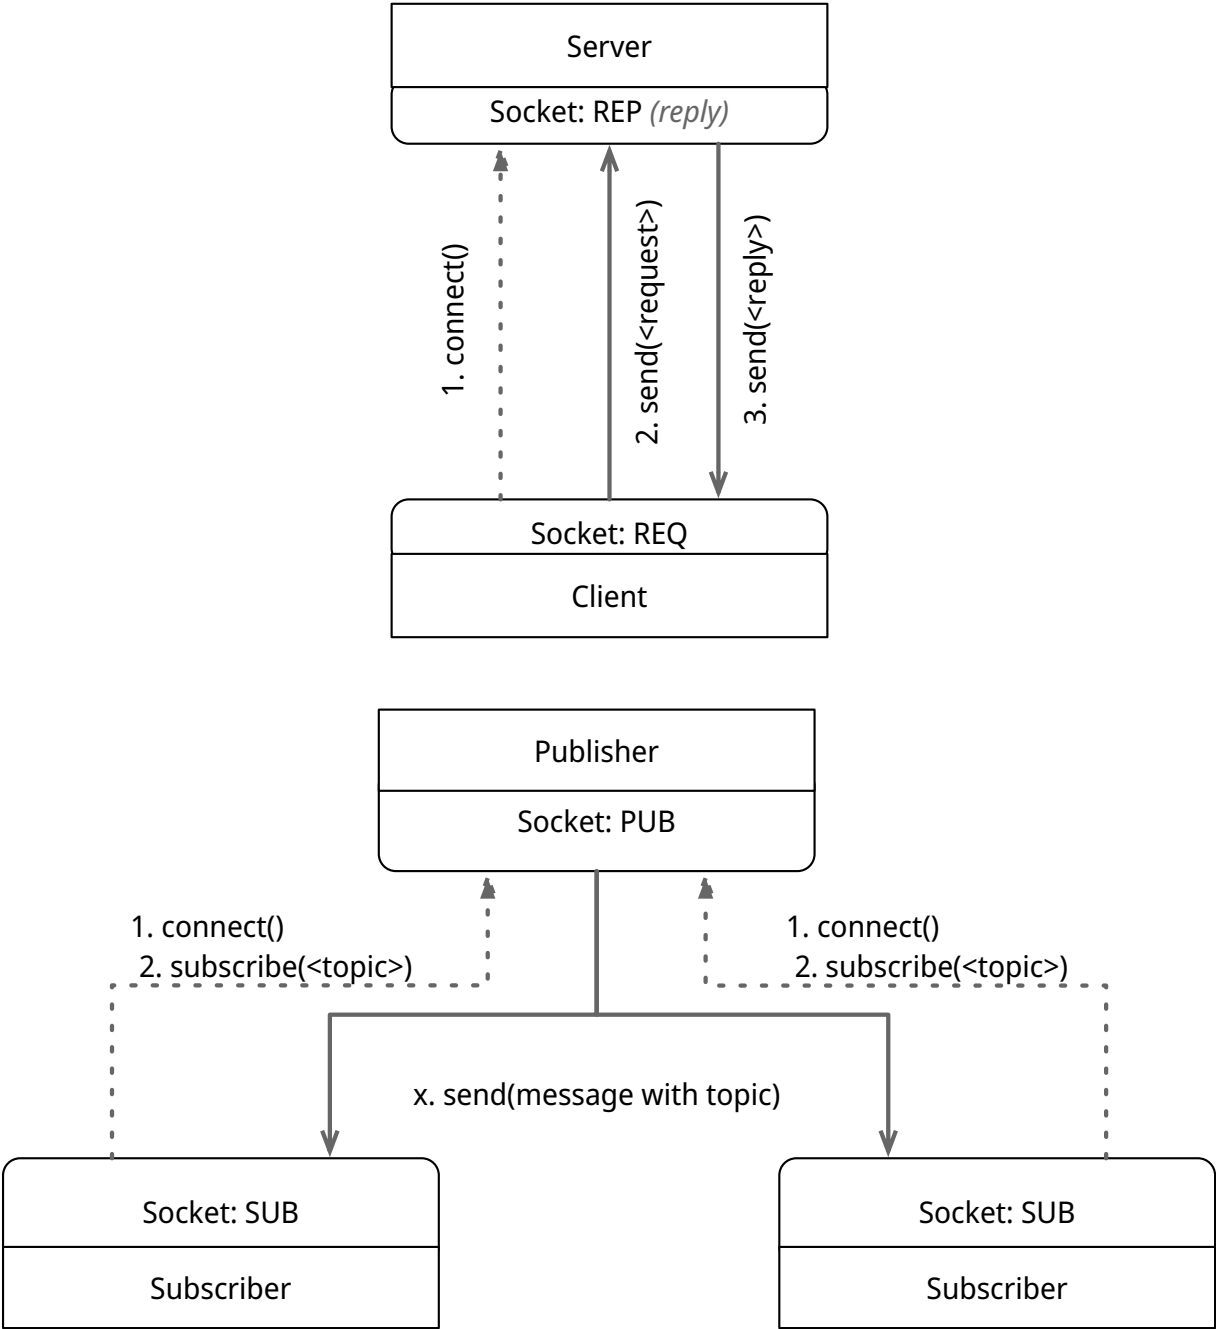 Server
Socket: REP (reply)
1. connect()
2. send(<request>)
3. send(<reply>)
Socket: REQ
Client
Publisher
Socket: PUB
1. connect()
2. subscribe(<topic>)
1. connect()
2. subscribe(<topic>)
x. send(message with topic)
Socket: SUB
Subscriber
Socket: SUB
Subscriber